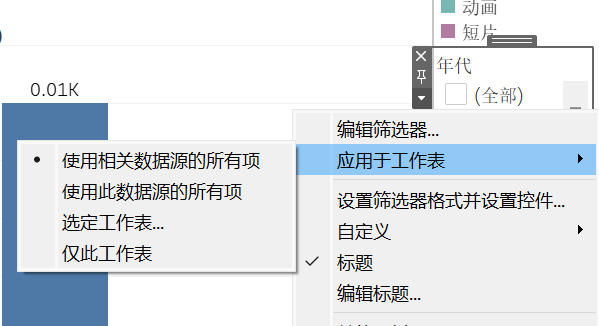 动画
短片
年代
(全部)
0.01K
编辑筛选器...
应用于工作表
使用相关数据源的所有项
使用此数据源的所有项
选定工作表...
仅此工作表
设置筛选器格式并设置控件...
自定义
标题
编辑标题...